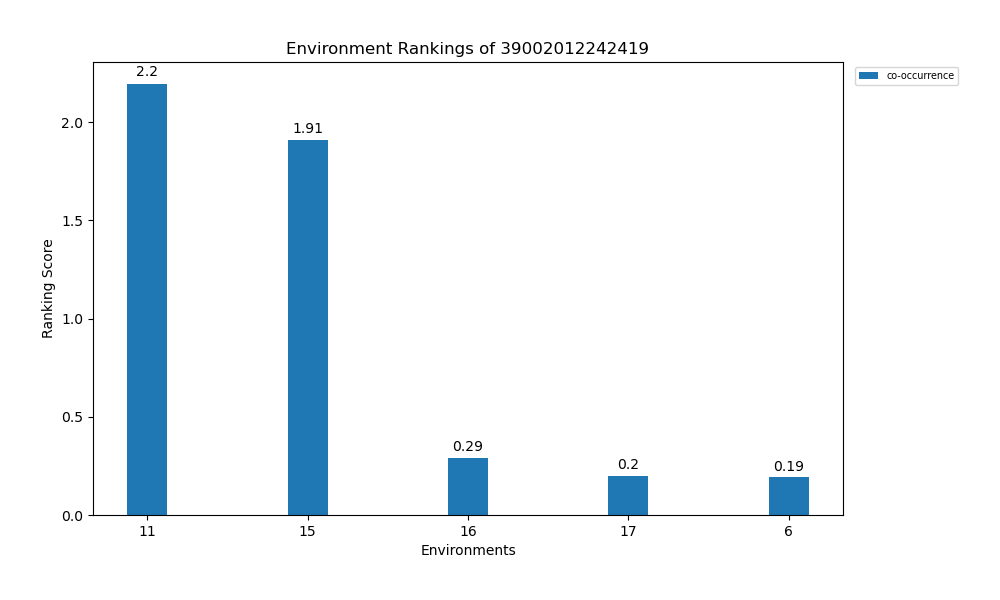 Environment Rankings of 39002012242419
co-occurrence
2.2
1.91
0.29
0.2
0.19
2.0
1.5
1.0
0.5
0.0
Ranking Score
11 15 16 17 6
Environments